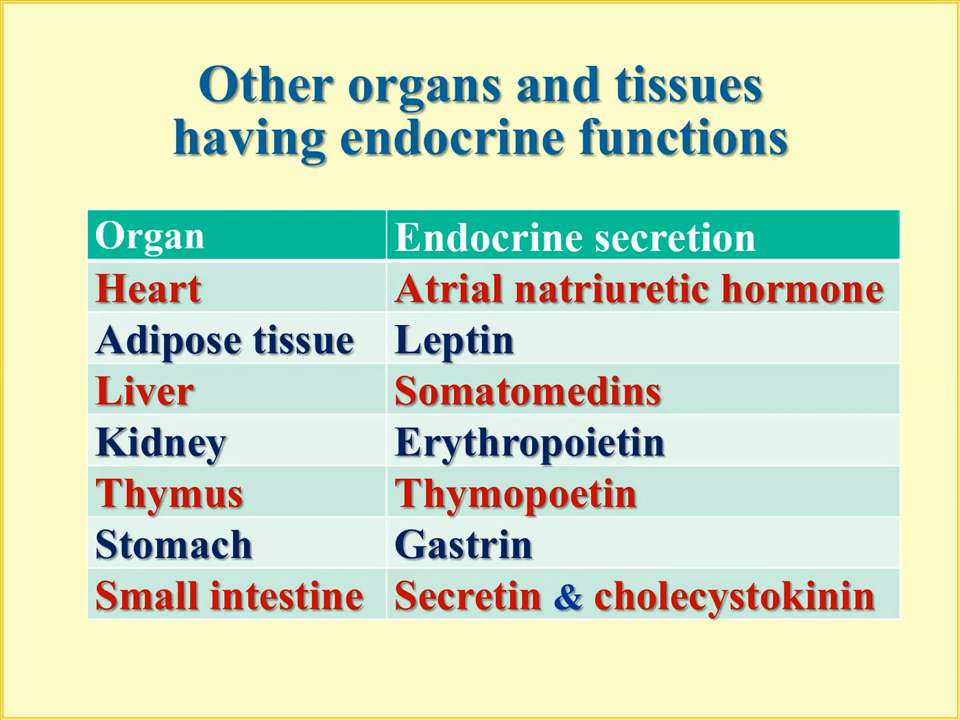 Other organs and tissues
having endocrine functions
Organ Endocrine secretion
Heart Atrial natriuretic hormone
Adipose tissue Leptin
Liver Somatomedins
Kidney Erythropoietin
Thymus Thymopoetin
Stomach Gastrin
Small intestine Secretin & cholecystokinin